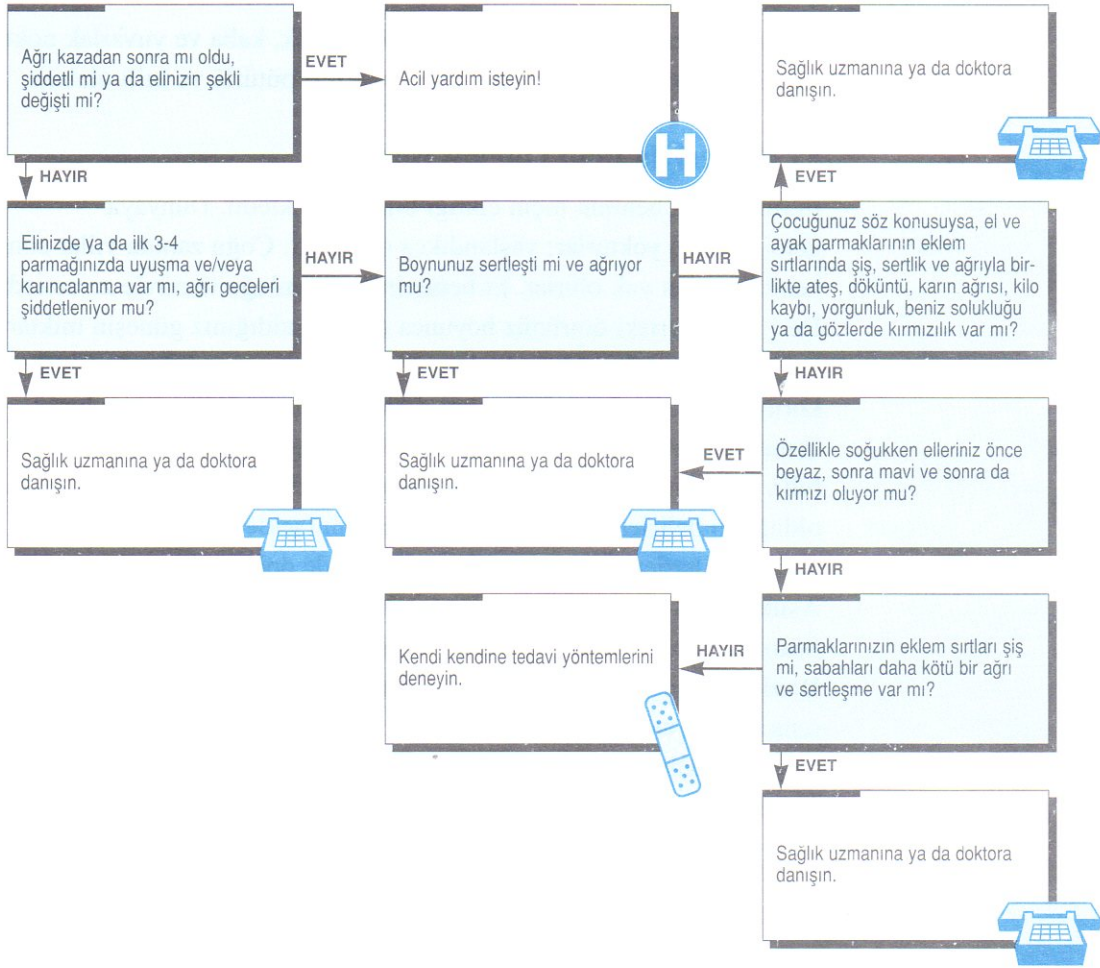 Ağrı kazadan sonra mı oldu,
şiddetli mi ya da elinizin şekli
değişti mi?
EVET
Acil yardım isteyin!
H
Sağlık uzmanına ya da doktora
danışın.
HAYIR
EVET
Elinizde ya da ilk 3-4
parmağınızda uyuşma ve/veya
karıncalanma var mı, ağrı geceleri
şiddetleniyor mu?
HAYIR
Boynunuz sertleşti mi ve ağrıyor
mu?
HAYIR
Çocuğunuz söz konusuysa, el ve
ayak parmaklarının eklem
sırtlarında şiş, sertlik ve ağrıyla bir-
likte ateş, döküntü, karın ağrısı, kilo
kaybı, yorgunluk, beniz solukluğu
ya da gözlerde kırmızılık var mı?
EVET
EVET
HAYIR
Sağlık uzmanına ya da doktora
danışın.
Sağlık uzmanına ya da doktora
danışın.
EVET
Özellikle soğukken elleriniz önce
beyaz, sonra mavi ve sonra da
kırmızı oluyor mu?
HAYIR
Kendi kendine tedavi yöntemlerini
deneyin.
HAYIR
Parmaklarınızın eklem sırtları şiş
mi, sabahları daha kötü bir ağrı
ve sertleşme var mı?
EVET
Sağlık uzmanına ya da doktora
danışın.